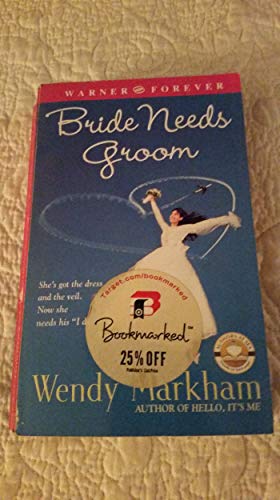 WARNER FOREVER
Bride Needs
Groom
She's got the dress
and the veil.
Now she
needs his "I d
Target.com/bookmarked
Bookmarked™
25% OFF
Publisher's List Price
Wendy Markham
AUTHOR OF HELLO, IT'S ME